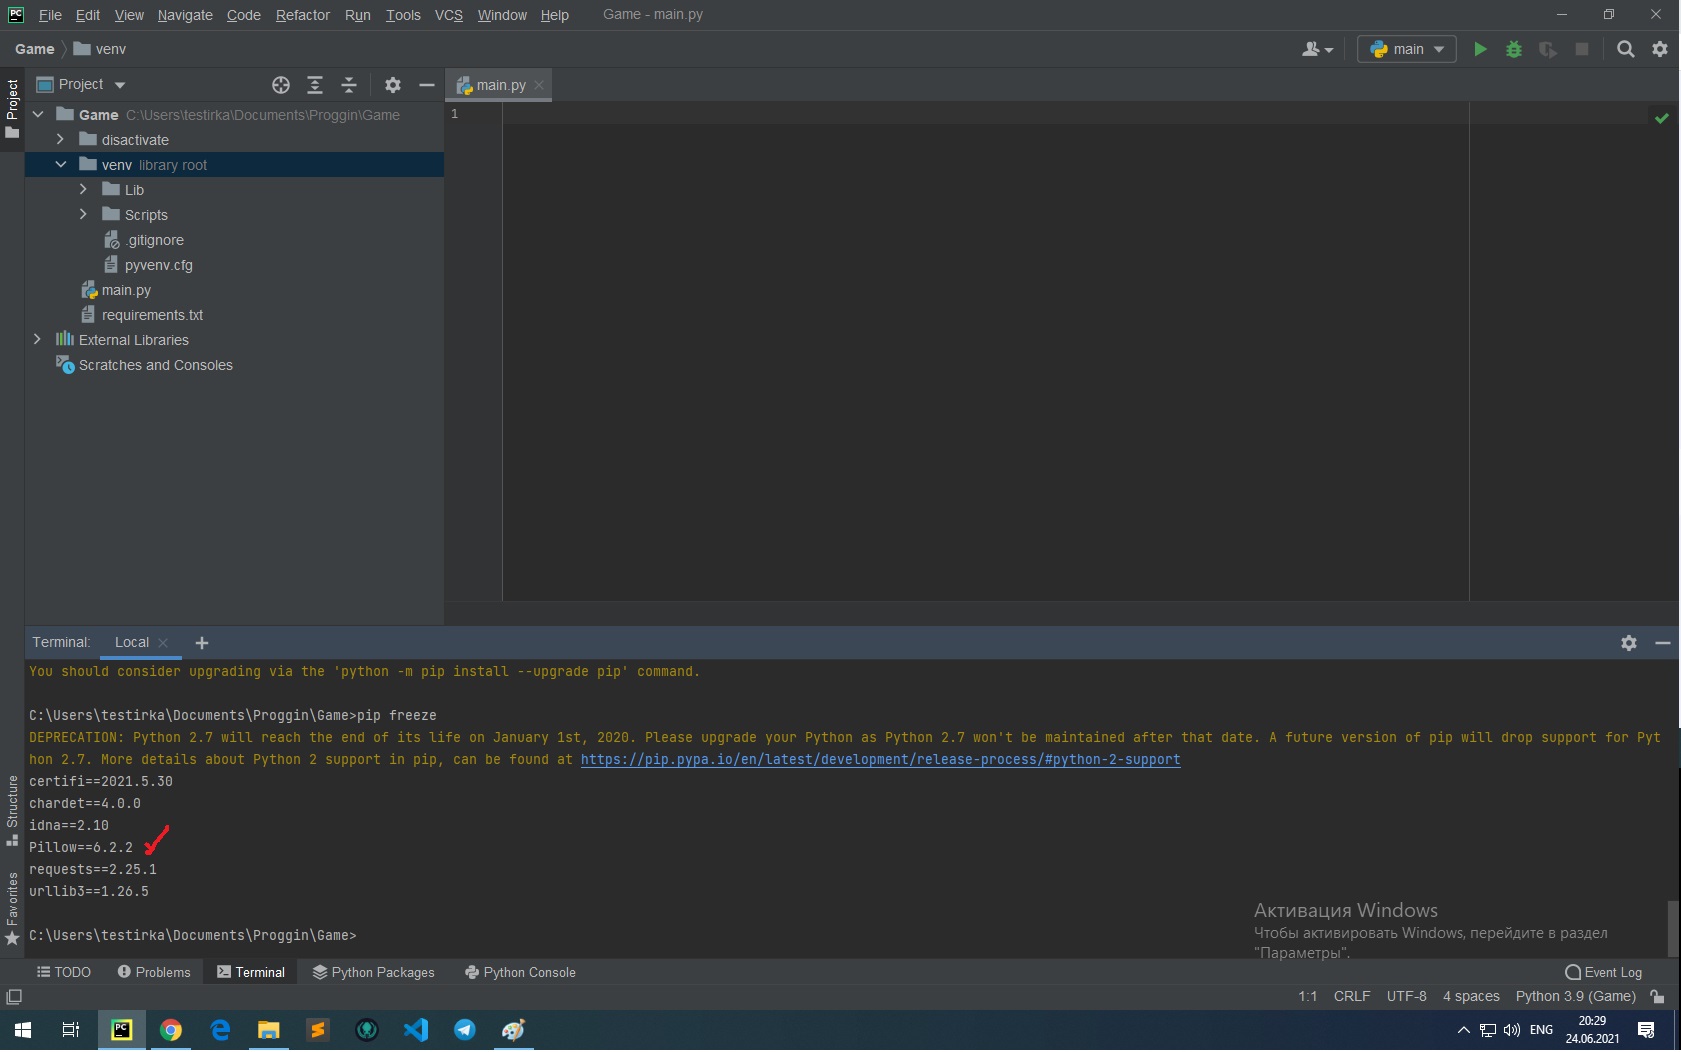 PC File Edit View Navigate Code Refactor Run Tools VCS Window Help Game - main.py
Game venv main
Project
Project main.py
Game C:\Users\testirka\Documents\Proggin\Game
1
disactivate
venv library root
Lib
Scripts
.gitignore
pyvenv.cfg
main.py
requirements.txt
External Libraries
Scratches and Consoles
Terminal: Local
You should consider upgrading via the 'python -m pip install --upgrade pip' command.
C:\Users\testirka\Documents\Proggin\Game>pip freeze
DEPRECATION: Python 2.7 will reach the end of its life on January 1st, 2020. Please upgrade your Python as Python 2.7 won't be maintained after that date. A future version of pip will drop support for Pyt
hon 2.7. More details about Python 2 support in pip, can be found at https://pip.pypa.io/en/latest/development/release-process/#python-2-support
certifi==2021.5.30
chardet==4.0.0
idna==2.10
Pillow==6.2.2
requests==2.25.1
urllib3==1.26.5
C:\Users\testirka\Documents\Proggin\Game>
Structure
Favorites
Активация Windows
Чтобы активировать Windows, перейдите в раздел
"Параметры".
TODO Problems Terminal Python Packages Python Console Event Log
1:1 CRLF UTF-8 4 spaces Python 3.9 (Game)
PC ENG 20:29
24.06.2021